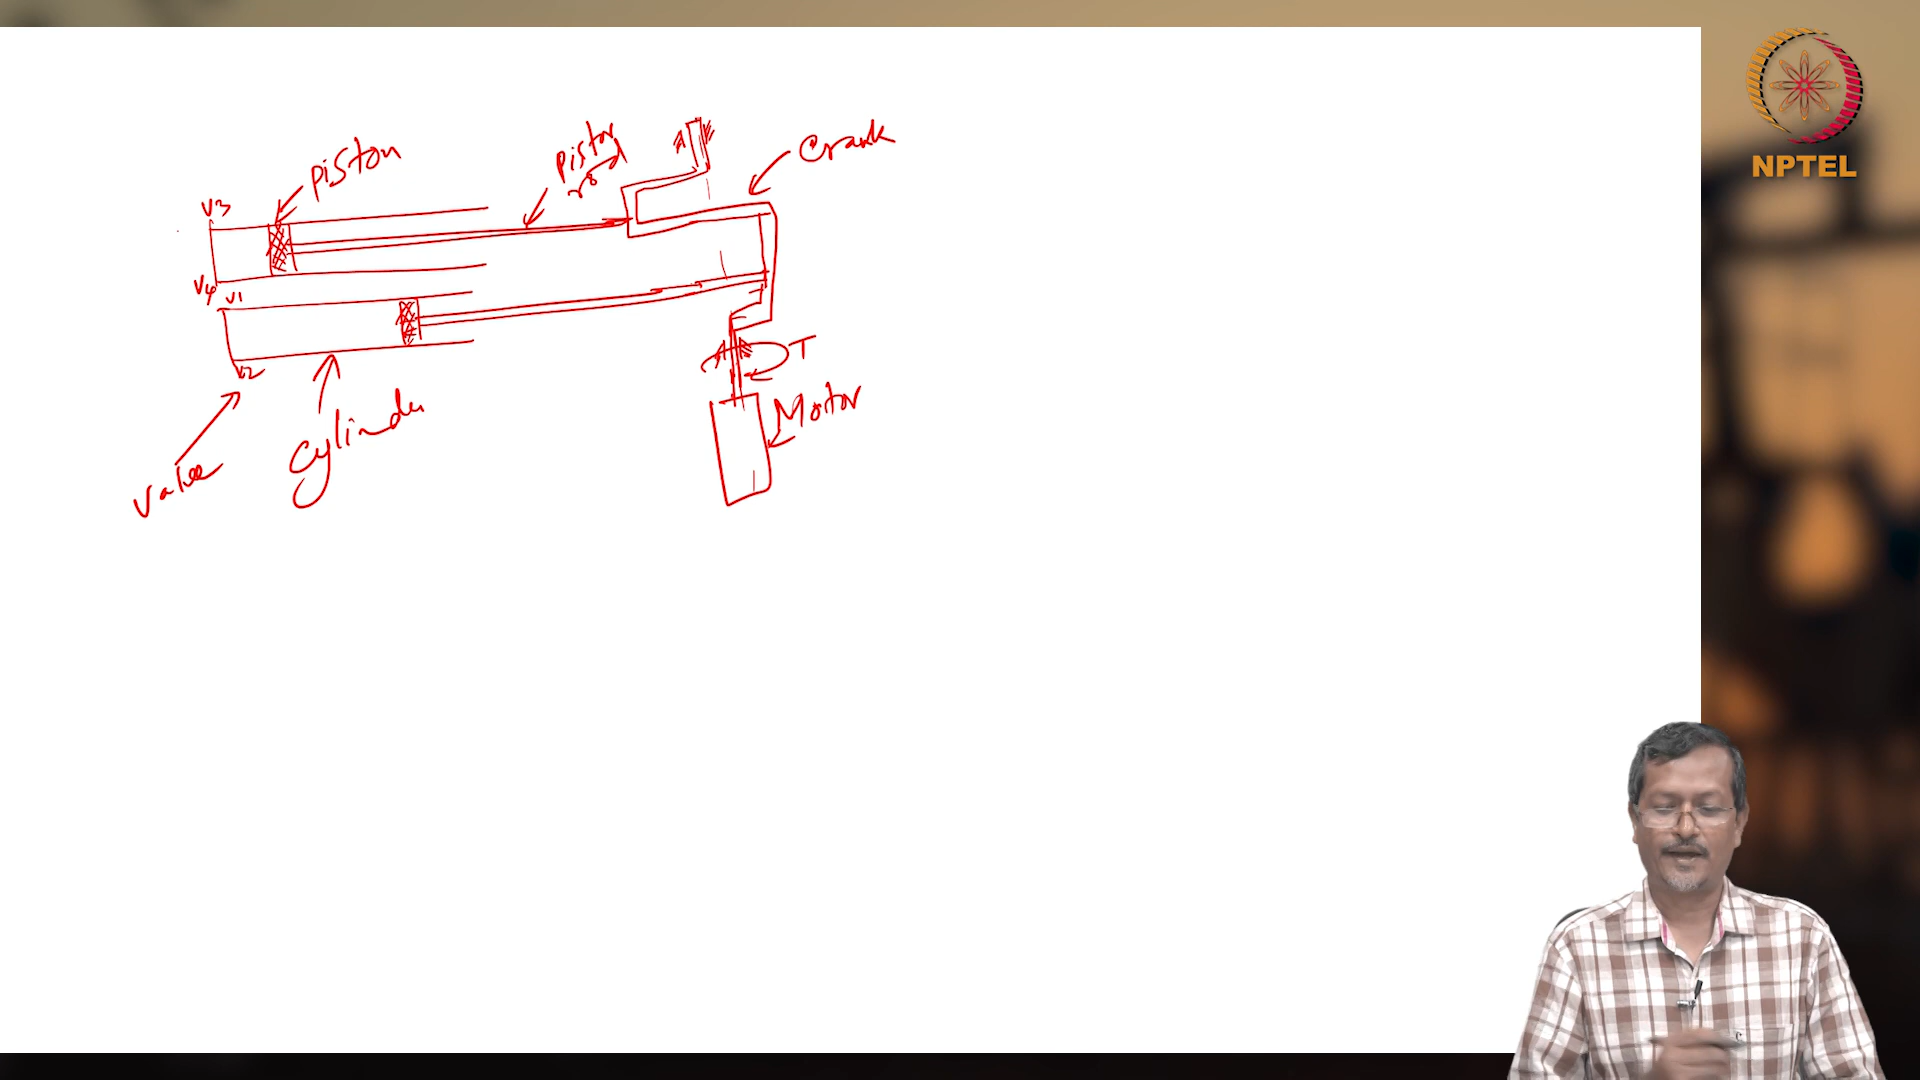 piston
piston
rod
Crank
V3
V4
V1
V2
T
Motor
Cylinder
Valve
NPTEL